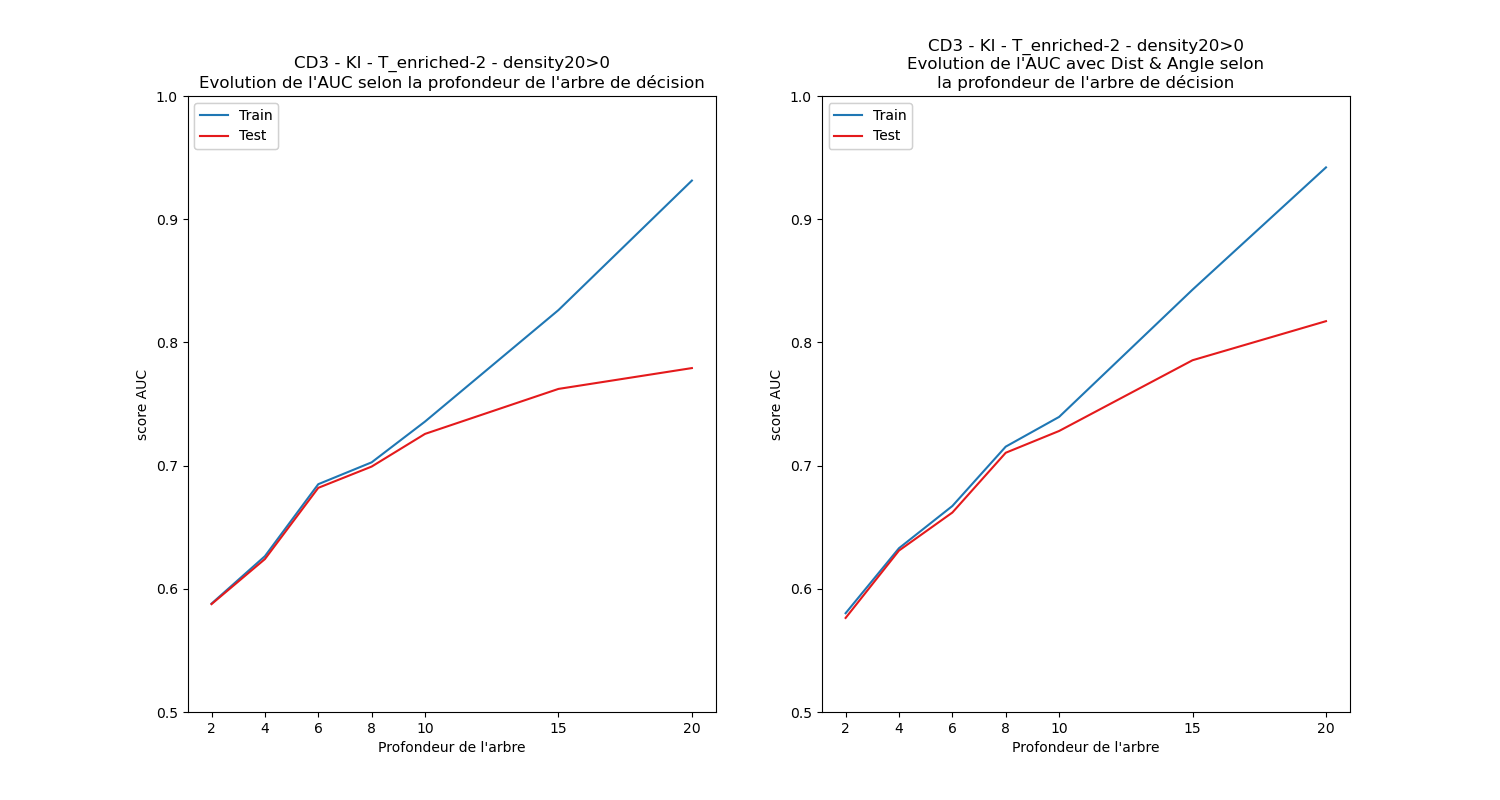 CD3 - KI - T_enriched-2 - density20>0
Evolution de l'AUC selon la profondeur de l'arbre de décision
Train
Test
1.0
0.9
0.8
0.7
0.6
0.5
score AUC
2 4 6 8 10 15 20
Profondeur de l'arbre
CD3 - KI - T_enriched-2 - density20>0
Evolution de l'AUC avec Dist & Angle selon
la profondeur de l'arbre de décision
Train
Test
1.0
0.9
0.8
0.7
0.6
0.5
score AUC
2 4 6 8 10 15 20
Profondeur de l'arbre